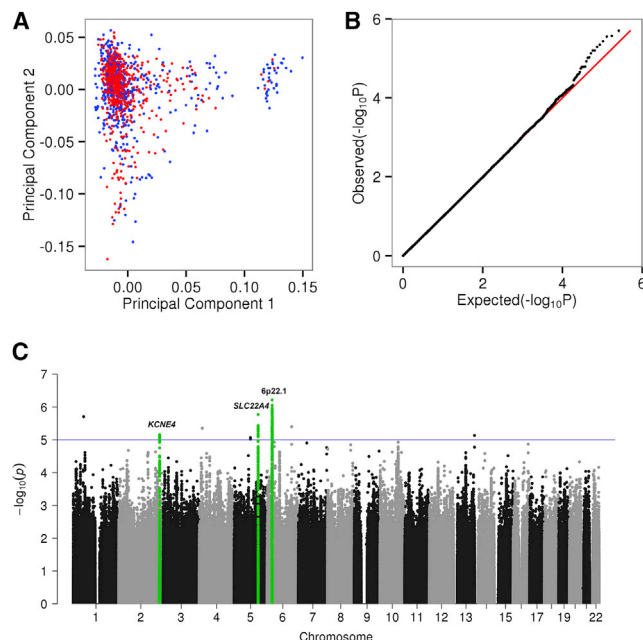 A
0.05
0.00
-0.05
-0.10
-0.15
Principal Component 2
0.00 0.05 0.10 0.15
Principal Component 1
B
6
4
2
0
Observed(-log10P)
0 2 4 6
Expected(-log10P)
C
7
6
5
4
3
2
1
0
−log10(p)
KCNE4
SLC22A4
6p22.1
1 2 3 4 5 6 7 8 9 10 11 12 13 15 17 19 22
Chromosome